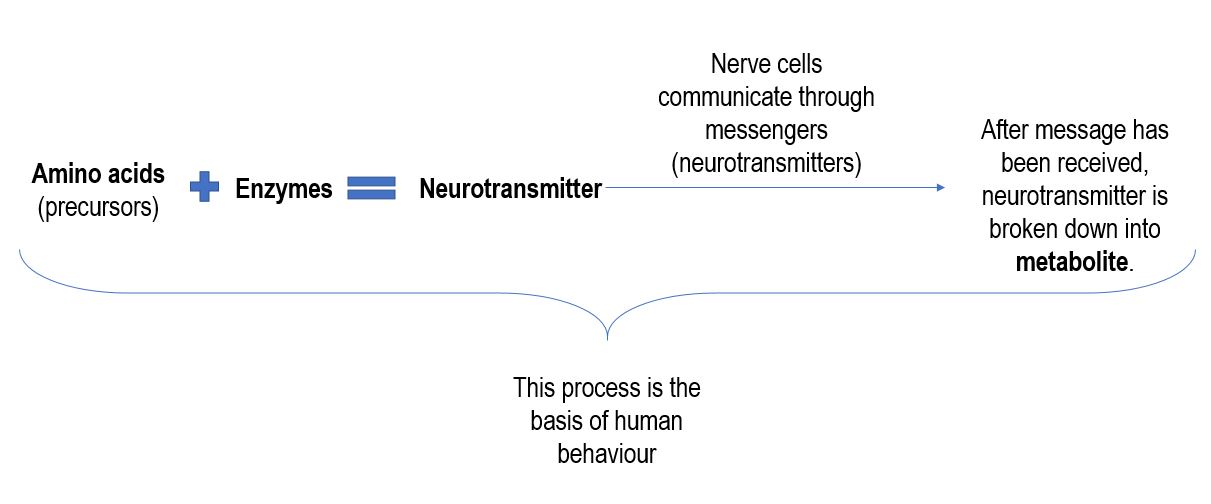 Amino acids
(precursors)
Enzymes
Neurotransmitter
Nerve cells
communicate through
messengers
(neurotransmitters)
After message has
been received,
neurotransmitter is
broken down into
metabolite.
This process is the
basis of human
behaviour